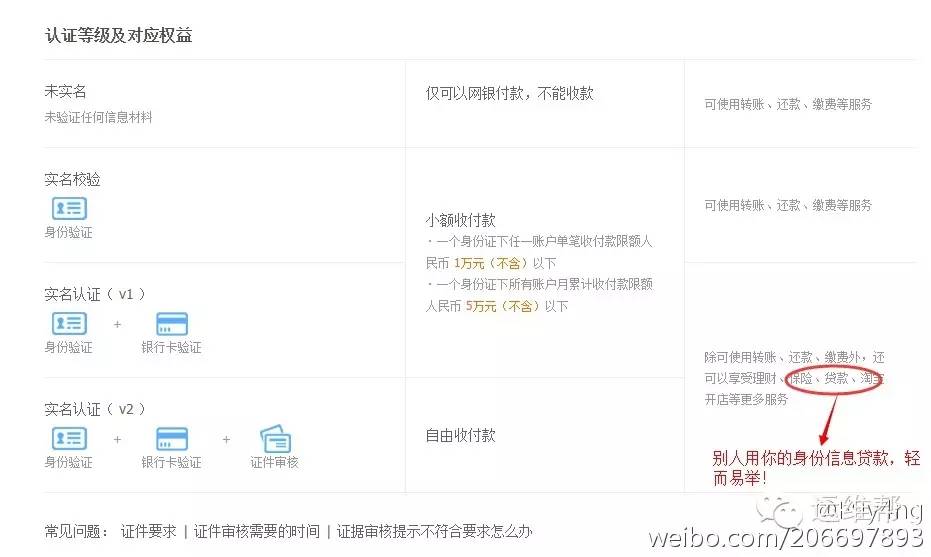 认证等级及对应权益
未实名
未验证任何信息材料
仅可以网银付款，不能收款
可使用转账、还款、缴费等服务
实名校验
身份验证
小额收付款
·一个身份证下任一账户单笔收付款限额人
民币 1万元（不含）以下
·一个身份证下所有账户月累计收付款限额
人民币 5万元（不含）以下
可使用转账、还款、缴费等服务
实名认证（ v1 ）
身份验证 + 银行卡验证
除可使用转账、还款、缴费外，还
可以享受理财、保险、贷款、淘宝
开店等更多服务
实名认证（ v2 ）
身份验证 + 银行卡验证 + 证件审核
自由收付款
别人用你的身份信息贷款，轻
而易举！
常见问题： 证件要求 | 证件审核需要的时间 | 证据审核提示不符合要求怎么办
运维帮
weibo.com/206697893